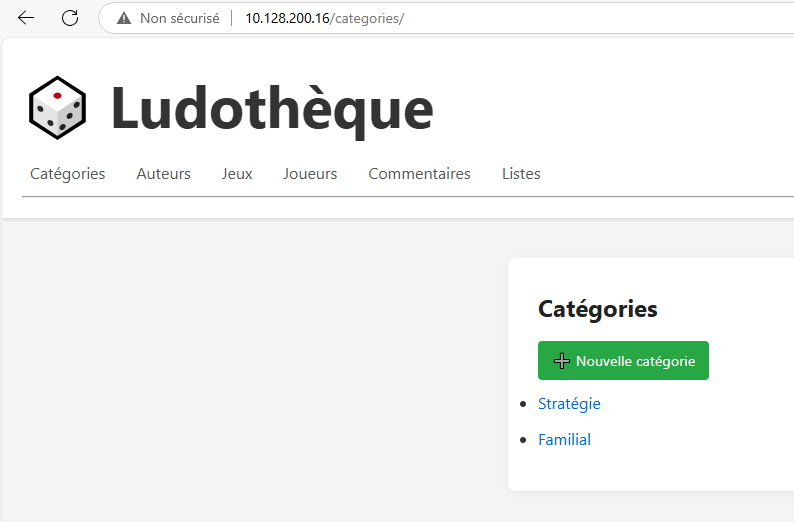 Non sécurisé 10.128.200.16/categories/
Ludothèque
Catégories Auteurs Jeux Joueurs Commentaires Listes
Catégories
Nouvelle catégorie
Stratégie
Familial